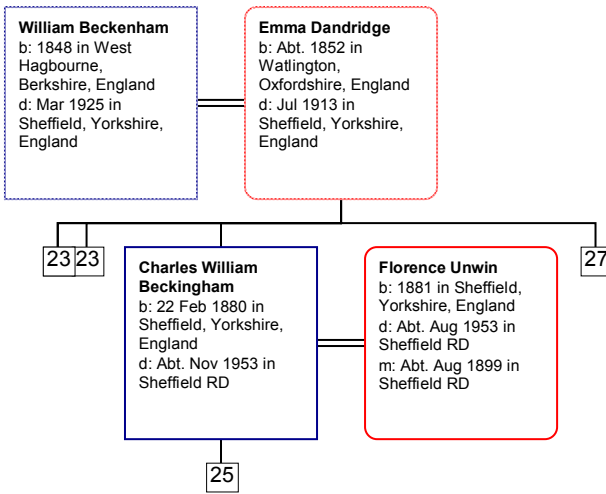 William Beckenham
b: 1848 in West
Hagbourne,
Berkshire, England
d: Mar 1925 in
Sheffield, Yorkshire,
England
Emma Dandridge
b: Abt. 1852 in
Watlington,
Oxfordshire, England
d: Jul 1913 in
Sheffield, Yorkshire,
England
23
23
27
Charles William
Beckingham
b: 22 Feb 1880 in
Sheffield, Yorkshire,
England
d: Abt. Nov 1953 in
Sheffield RD
Florence Unwin
b: 1881 in Sheffield,
Yorkshire, England
d: Abt. Aug 1953 in
Sheffield RD
m: Abt. Aug 1899 in
Sheffield RD
25